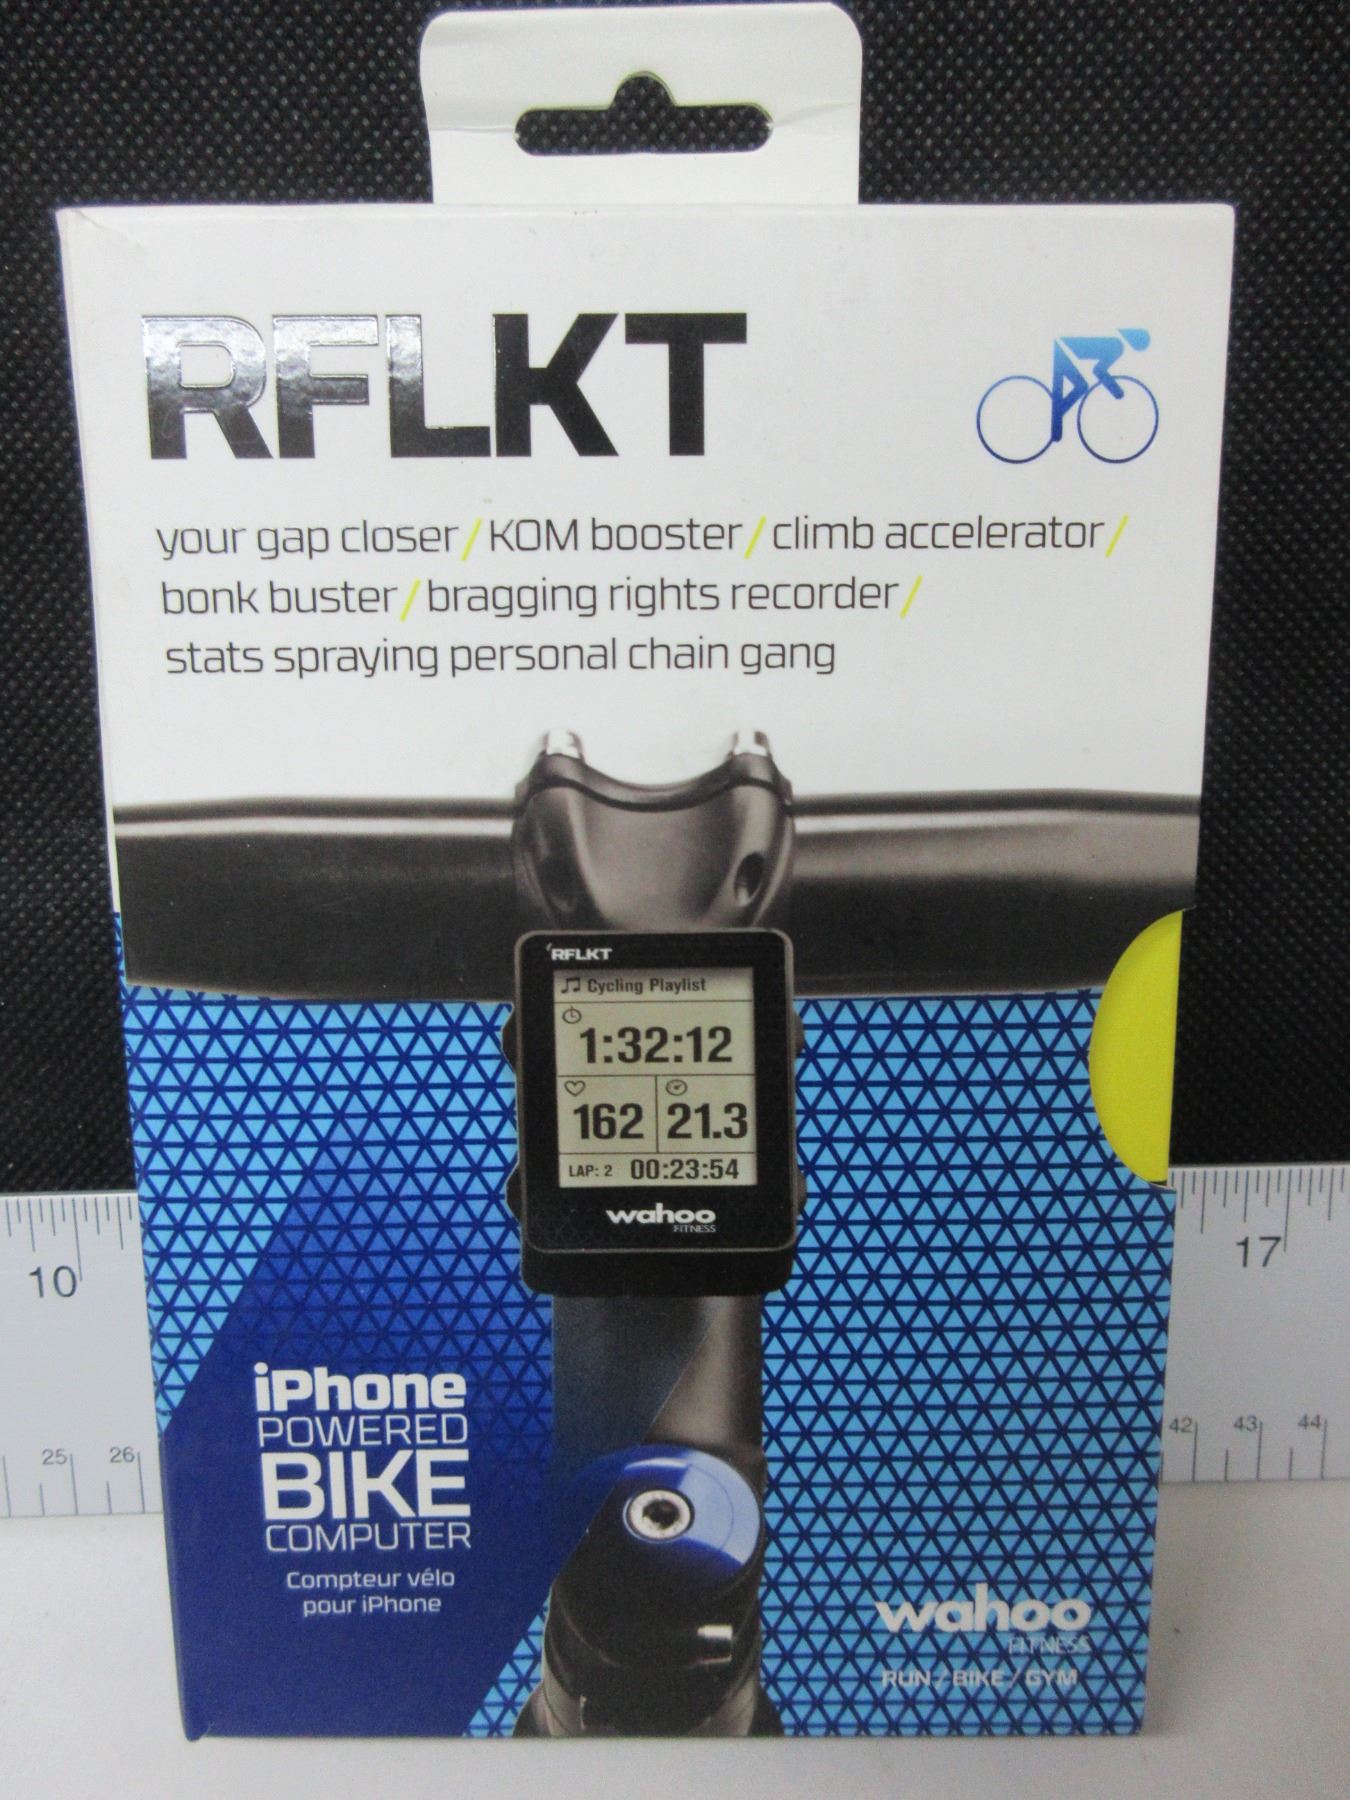 RFLKT
your gap closer/KOM booster/climb accelerator/
bonk buster/bragging rights recorder/
stats spraying personal chain gang
RFLKT
Cycling Playlist
1:32:12
162 21.3
LAP: 2 00:23:54
wahoo
FITNESS
10
17
25 26
42 43 44
iPhone
POWERED
BIKE
COMPUTER
Compteur vélo
pour iPhone
wahoo
FITNESS
RUN/BIKE/GYM